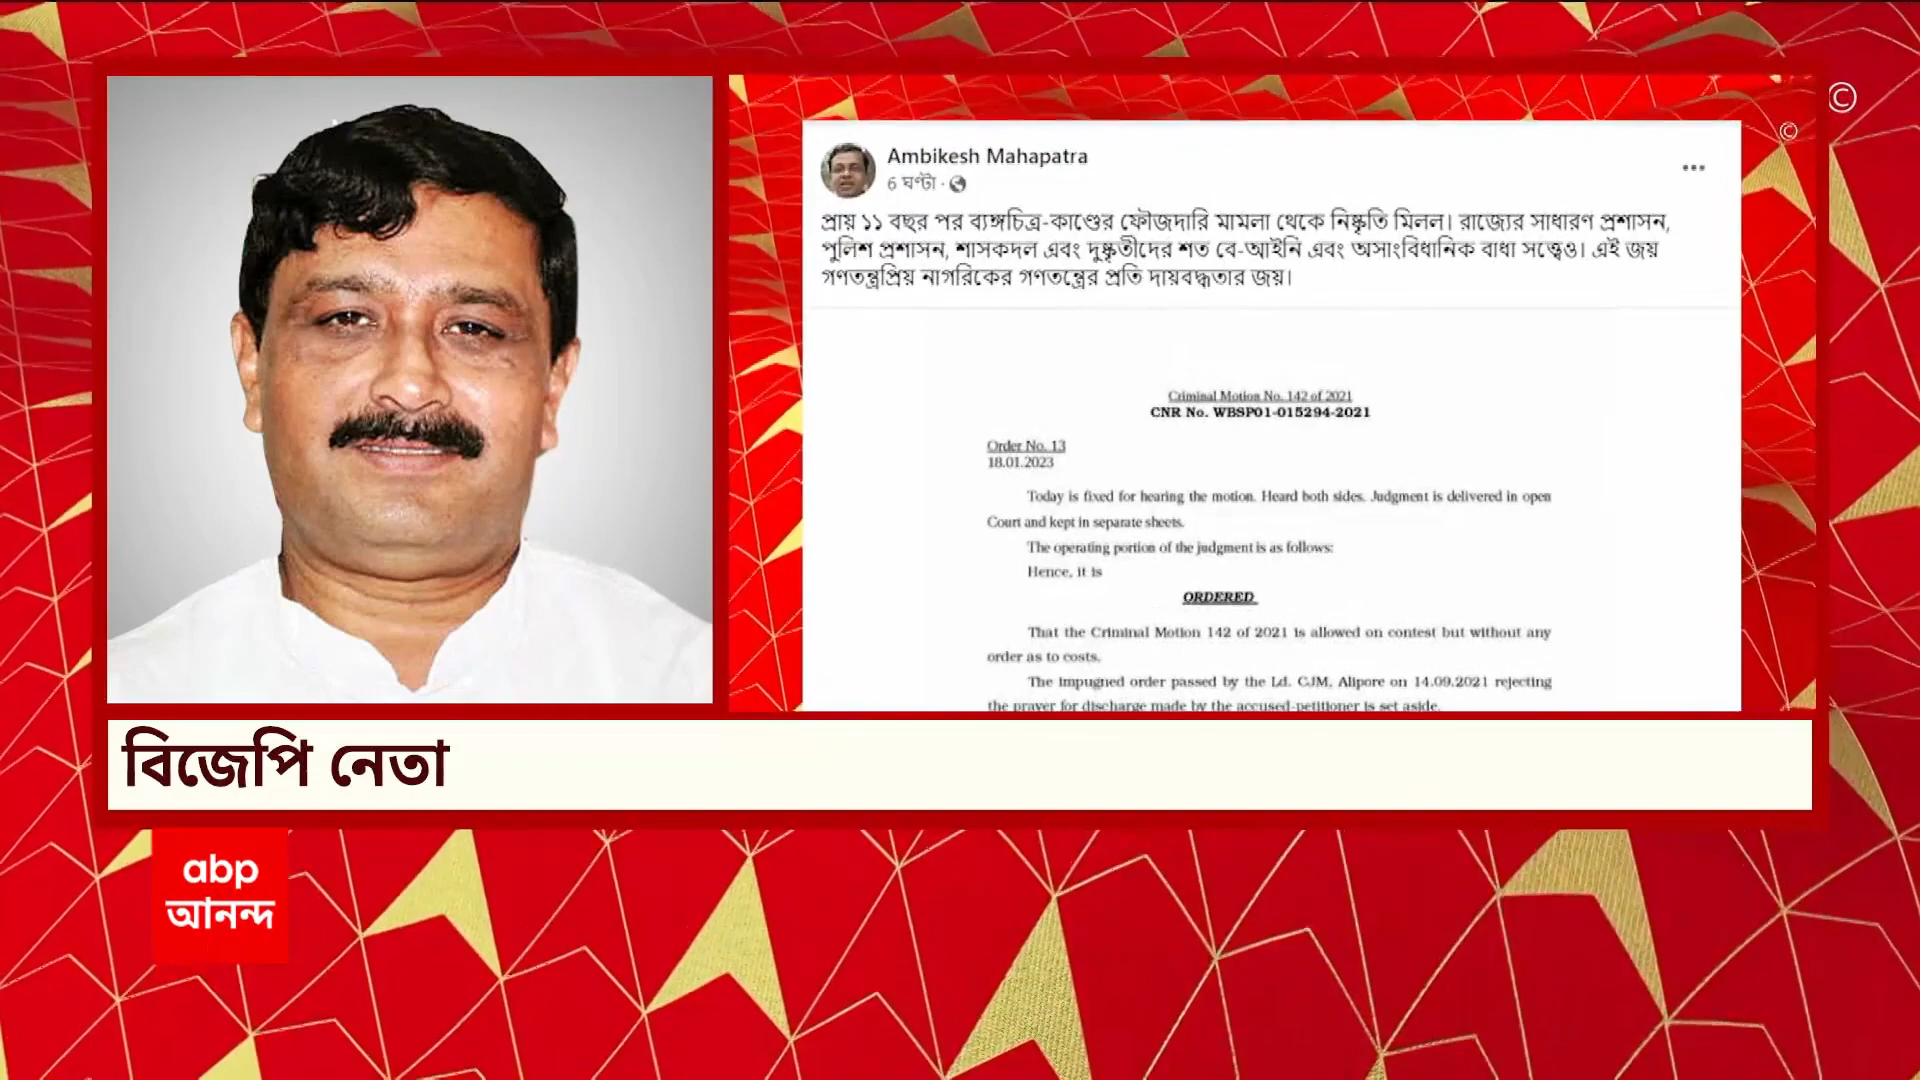 ©
©
Ambikesh Mahapatra
6 ঘণ্টা ·
প্রায় ১১ বছর পর ব্যঙ্গচিত্র-কাণ্ডের ফৌজদারি মামলা থেকে নিষ্কৃতি মিলল। রাজ্যের সাধারণ প্রশাসন,
পুলিশ প্রশাসন, শাসকদল এবং দুষ্কৃতীদের শত বে-আইনি এবং অসাংবিধানিক বাধা সত্ত্বেও। এই জয়
গণতন্ত্রপ্রিয় নাগরিকের গণতন্ত্রের প্রতি দায়বদ্ধতার জয়।
Criminal Motion No. 142 of 2021
CNR No. WBSP01-015294-2021
Order No. 13
18.01.2023
Today is fixed for hearing the motion. Heard both sides. Judgment is delivered in open
Court and kept in separate sheets.
The operating portion of the judgment is as follows:
Hence, it is
ORDERED
That the Criminal Motion 142 of 2021 is allowed on contest but without any
order as to costs.
The impugned order passed by the Ld. CJM, Alipore on 14.09.2021 rejecting
the prayer for discharge made by the accused-petitioner is set aside.
বিজেপি নেতা
abp
আনন্দ